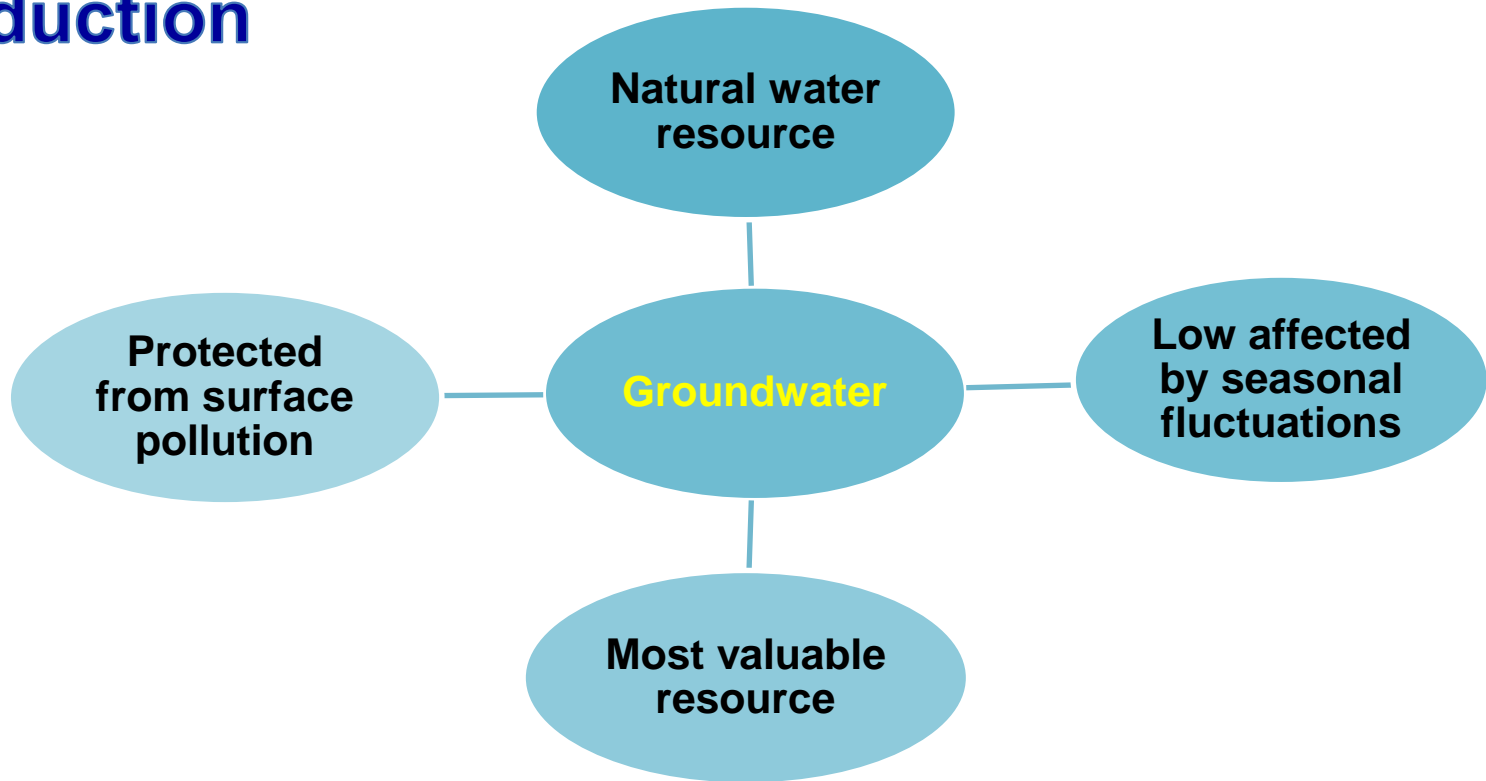 duction
Natural water
resource
Protected
from surface
pollution
Groundwater
Low affected
by seasonal
fluctuations
Most valuable
resource